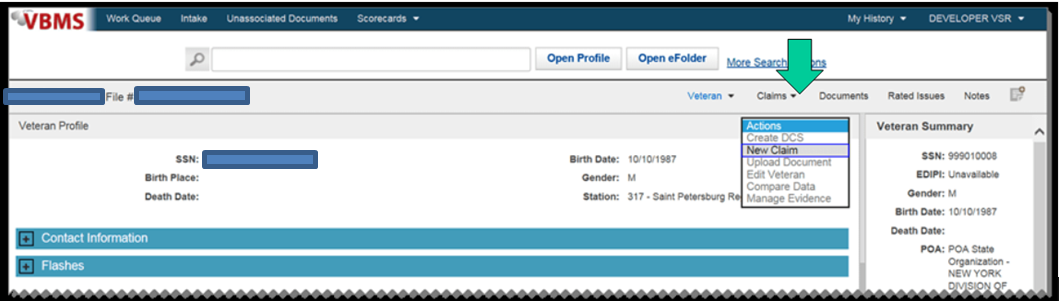 VBMS Work Queue Intake Unassociated Documents Scorecards My History DEVELOPER VSR
Open Profile Open eFolder More Search ons
File # Veteran Claims Documents Rated Issues Notes
Veteran Profile
SSN:
Birth Place:
Death Date:
Birth Date: 10/10/1987
Gender: M
Station: 317 - Saint Petersburg Re
Actions
Create DCS
New Claim
Upload Document
Edit Veteran
Compare Data
Manage Evidence
Contact Information
Flashes
Veteran Summary
SSN: 999010008
EDIPI: Unavailable
Gender: M
Birth Date: 10/10/1987
Death Date:
POA: POA State
Organization -
NEW YORK
DIVISION OF